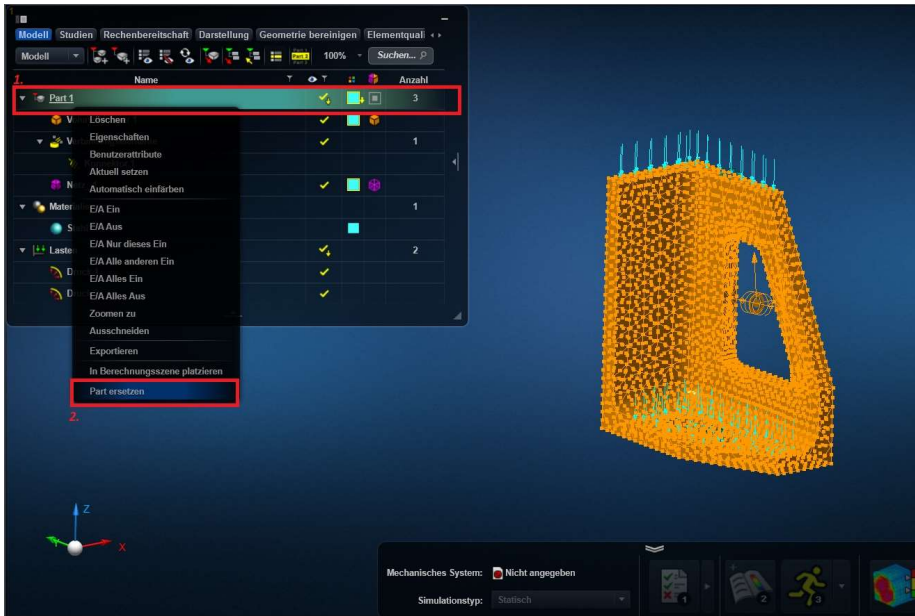 Modell Studien Rechenbereitschaft Darstellung Geometrie bereinigen Elementquali
Modell 100% Suchen...
1.
Name Anzahl
Part 1 3
Löschen
Eigenschaften 1
Benutzerattribute
Aktuell setzen
Automatisch einfärben
E/A Ein 1
E/A Aus
E/A Nur dieses Ein
Laste 2
E/A Alle anderen Ein
E/A Alles Ein
E/A Alles Aus
Zoomen zu
Ausschneiden
Exportieren
In Berechnungsszene platzieren
Part ersetzen
2.
Z
X
Mechanisches System: Nicht angegeben
Simulationstyp: Statisch
1
2
3